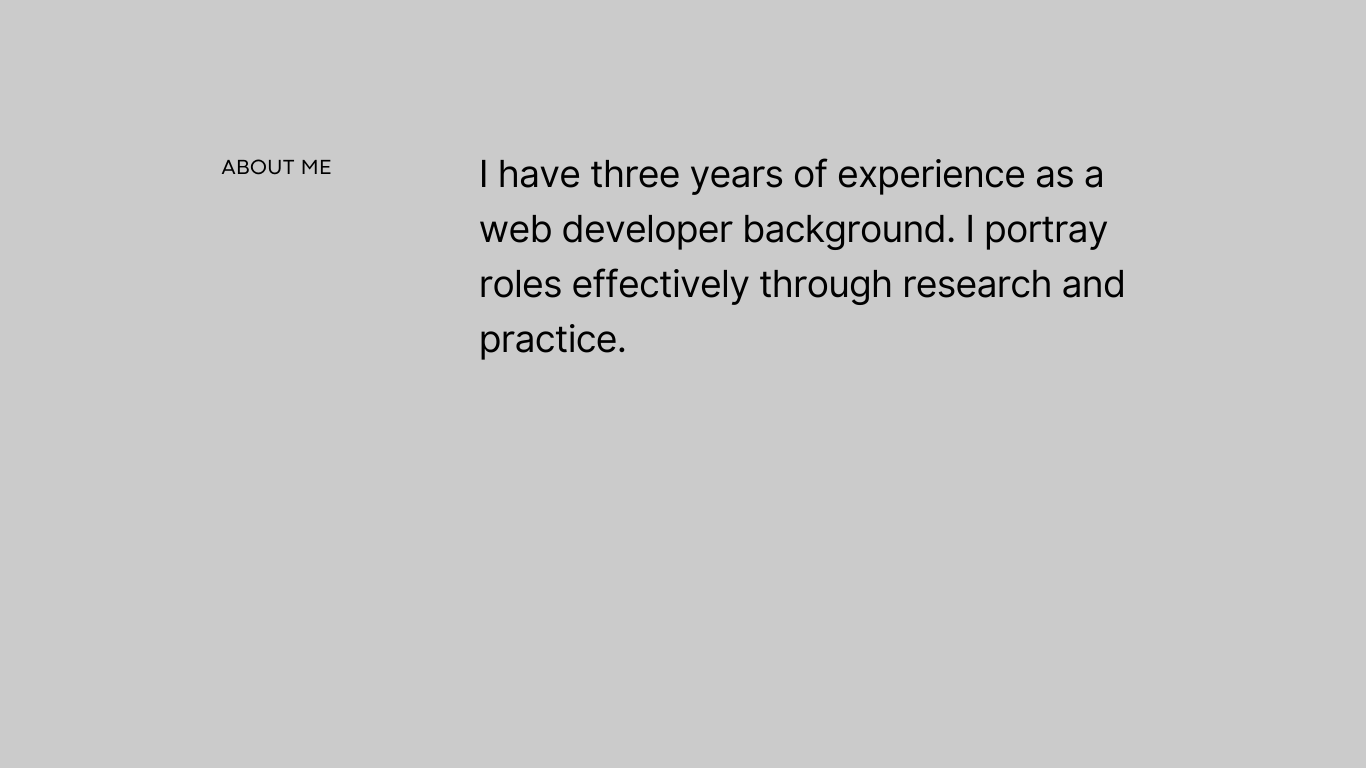 ABOUT ME
I have three years of experience as a
web developer background. I portray
roles effectively through research and
practice.